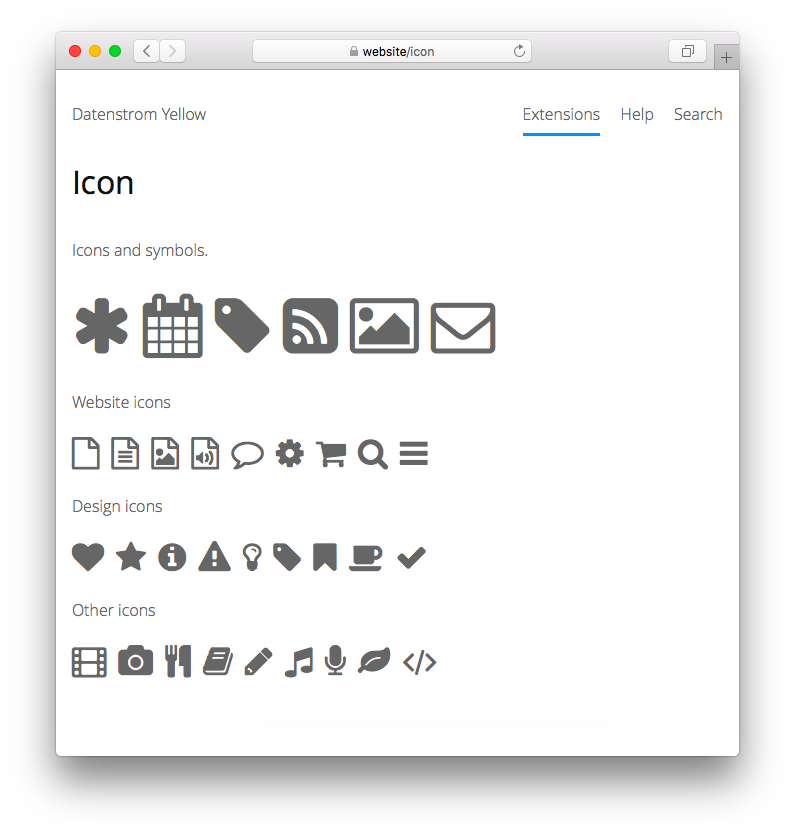 website/icon
Datenstrom Yellow
Extensions Help Search
Icon
Icons and symbols.
Website icons
Design icons
Other icons